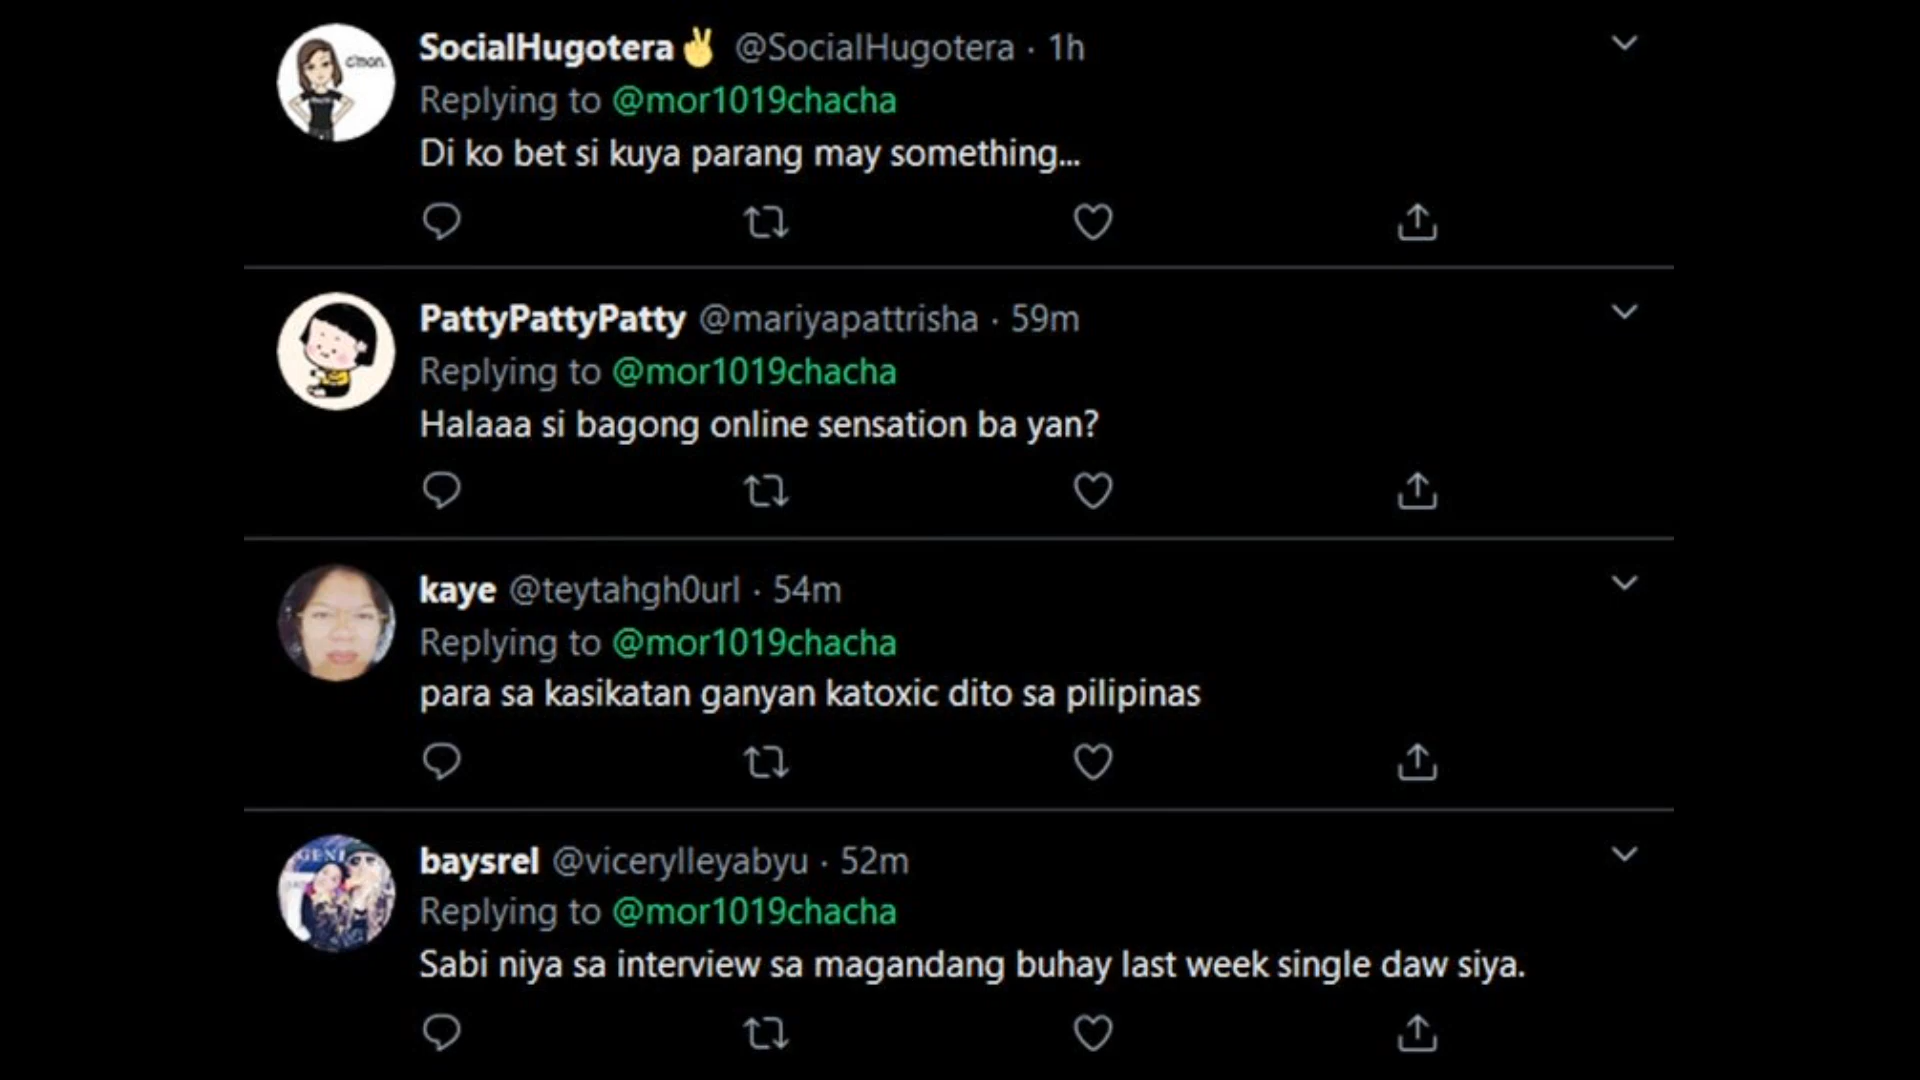 c'mon.
SocialHugotera✌ @SocialHugotera · 1h
Replying to @mor1019chacha
Di ko bet si kuya parang may something...
PattyPattyPatty @mariyapattrisha · 59m
Replying to @mor1019chacha
Halaaa si bagong online sensation ba yan?
kaye @teytahgh0url · 54m
Replying to @mor1019chacha
para sa kasikatan ganyan katoxic dito sa pilipinas
baysrel @vicerylleyabyu · 52m
Replying to @mor1019chacha
Sabi niya sa interview sa magandang buhay last week single daw siya.